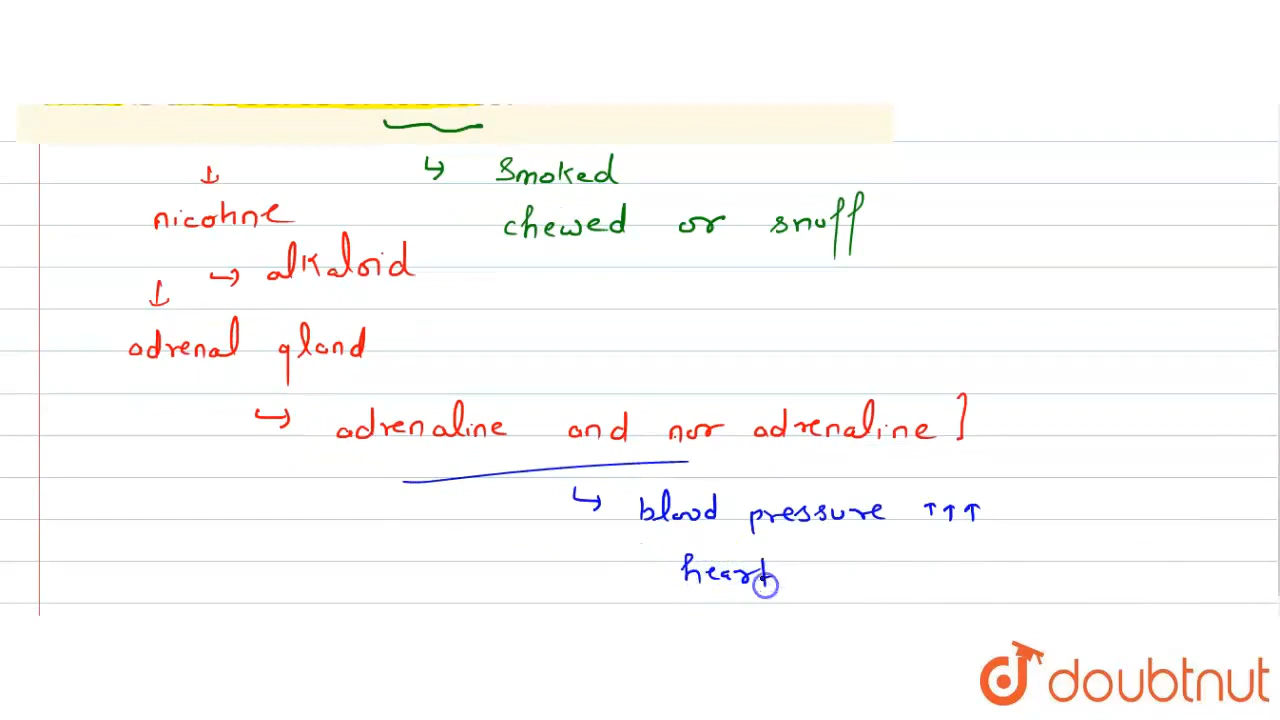 ↓
↳ Smoked
nicotine
chewed or snuff
↳ alkaloid
↓
adrenal gland
↳ adrenaline and nor adrenaline ]
↳ blood pressure ↑↑↑
heart
doubtnut